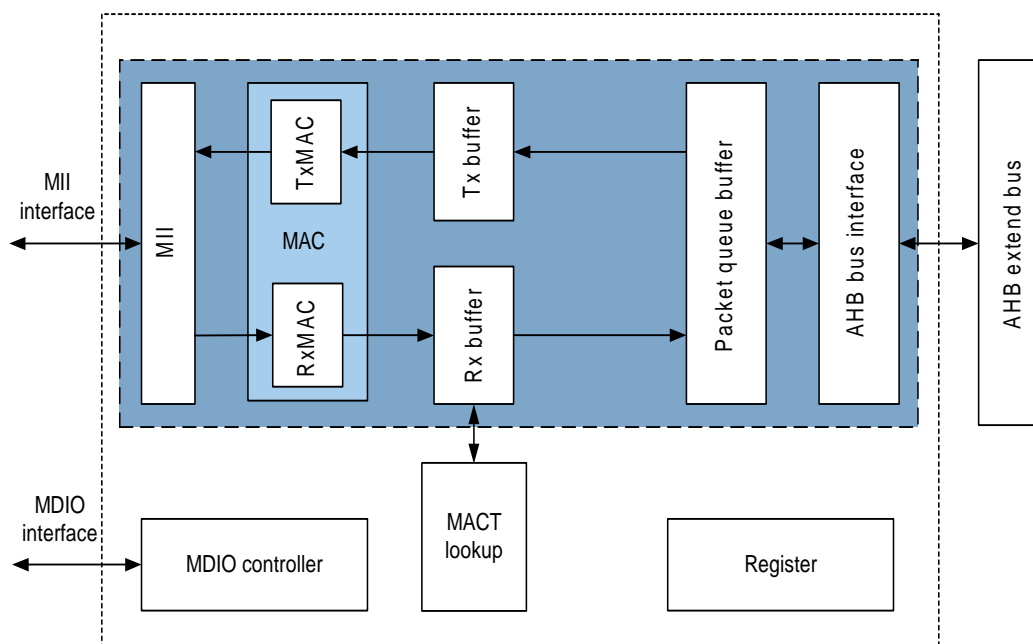 MII
interface
MII
TxMAC
MAC
RxMAC
Tx buffer
Rx buffer
Packet queue buffer
AHB bus interface
AHB extend bus
MDIO
interface
MDIO controller
MACT
lookup
Register